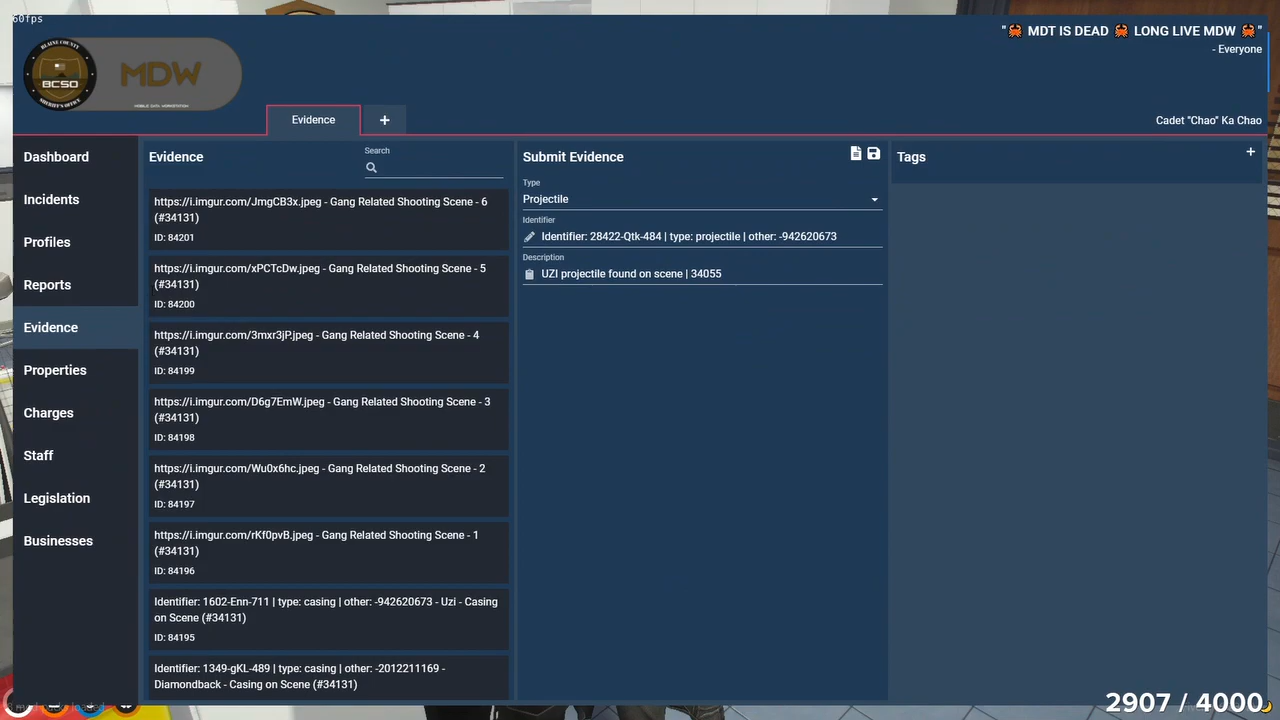 60fps
"🦀 MDT IS DEAD 🦀 LONG LIVE MDW 🦀"
- Everyone
BLAINE COUNTY
BCSO
SHERIFF'S OFFICE
MDW
MOBILE DATA WORKSTATION
Evidence
+
Cadet "Chao" Ka Chao
Dashboard
Incidents
Profiles
Reports
Evidence
Properties
Charges
Staff
Legislation
Businesses
Evidence
Search
https://i.imgur.com/JmgCB3x.jpeg - Gang Related Shooting Scene - 6
(#34131)
ID: 84201
https://i.imgur.com/xPCTcDw.jpeg - Gang Related Shooting Scene - 5
(#34131)
ID: 84200
https://i.imgur.com/3mxr3jP.jpeg - Gang Related Shooting Scene - 4
(#34131)
ID: 84199
https://i.imgur.com/D6g7EmW.jpeg - Gang Related Shooting Scene - 3
(#34131)
ID: 84198
https://i.imgur.com/Wu0x6hc.jpeg - Gang Related Shooting Scene - 2
(#34131)
ID: 84197
https://i.imgur.com/rKf0pvB.jpeg - Gang Related Shooting Scene - 1
(#34131)
ID: 84196
Identifier: 1602-Enn-711 | type: casing | other: -942620673 - Uzi - Casing
on Scene (#34131)
ID: 84195
Identifier: 1349-gKL-489 | type: casing | other: -2012211169 -
Diamondback - Casing on Scene (#34131)
Submit Evidence
Type
Projectile
Identifier
Identifier: 28422-Qtk-484 | type: projectile | other: -942620673
Description
UZI projectile found on scene | 34055
Tags
+
2907 / 4000